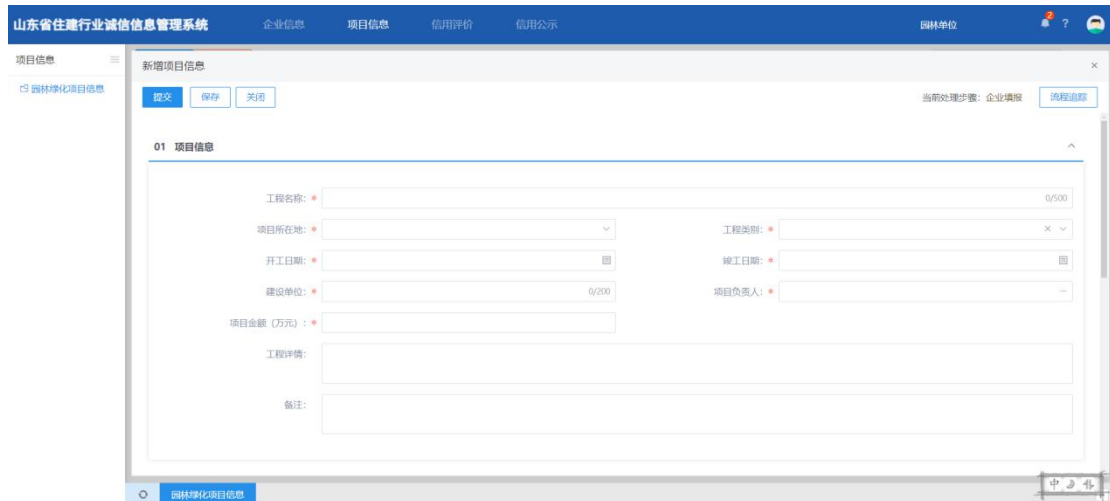 山东省住建行业诚信信息管理系统 企业信息 项目信息 信用评价 信用公示 园林单位 2 ?
项目信息
新增项目信息 ×
园林绿化项目信息
提交 保存 关闭 当前处理步骤：企业填报 流程追踪
01 项目信息
工程名称: * 0/500
项目所在地: * 工程类别: * ×
开工日期: * 竣工日期: *
建设单位: * 0/200 项目负责人: * ...
项目金额（万元）: *
工程详情:
备注:
园林绿化项目信息
中